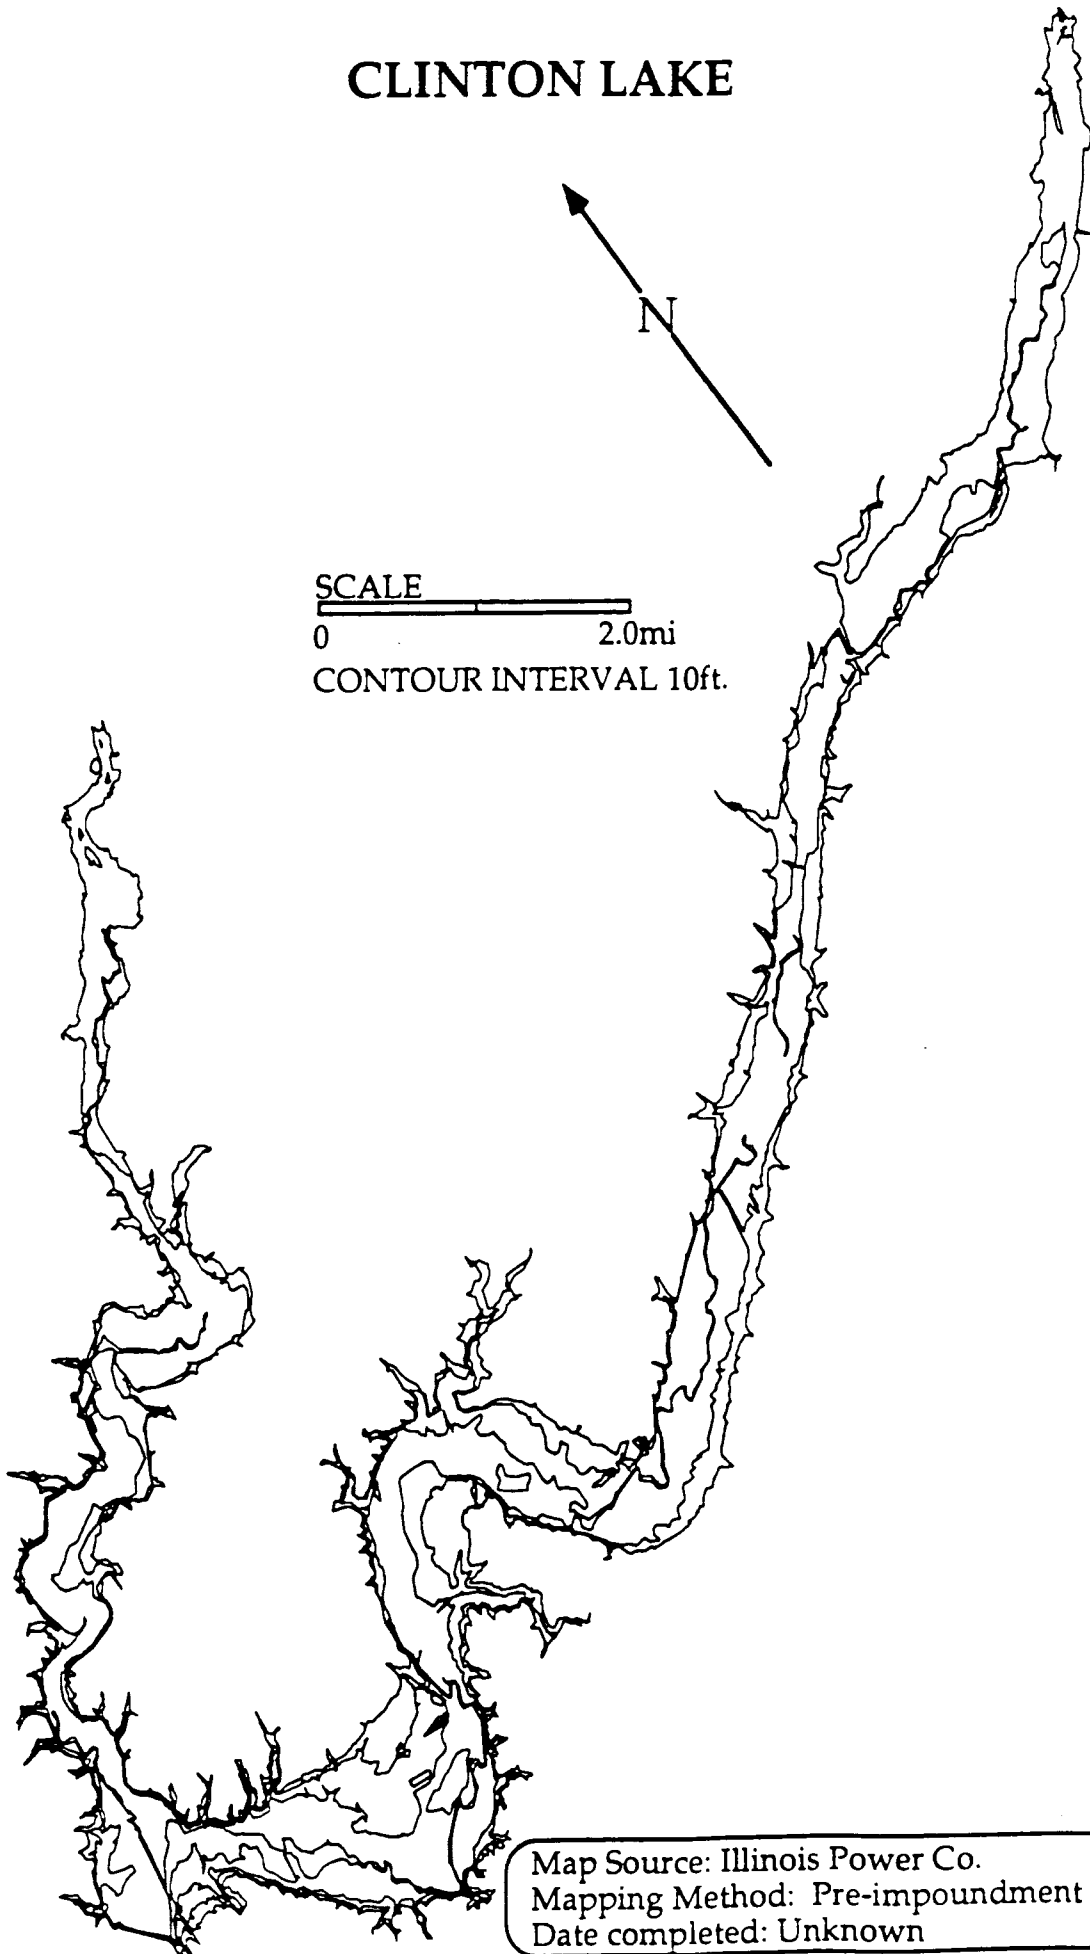 CLINTON LAKE
N
SCALE
0 2.0mi
CONTOUR INTERVAL 10ft.
Map Source: Illinois Power Co.
Mapping Method: Pre-impoundment
Date completed: Unknown